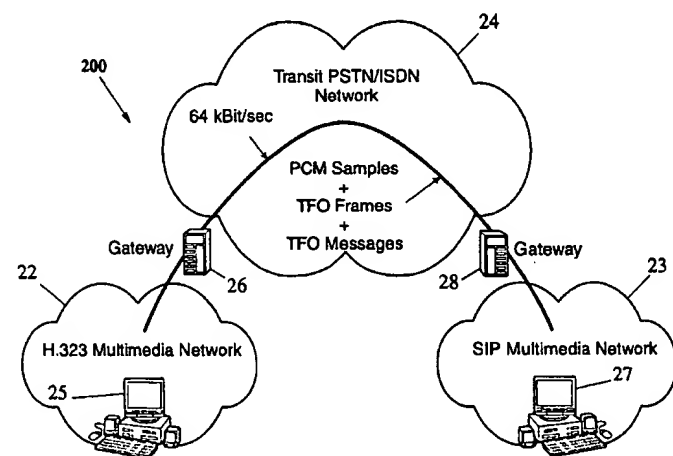 24
200
Transit PSTN/ISDN
Network
64 kBit/sec
PCM Samples
+
TFO Frames
+
TFO Messages
Gateway
Gateway
22
26
28
23
H.323 Multimedia Network
SIP Multimedia Network
25
27